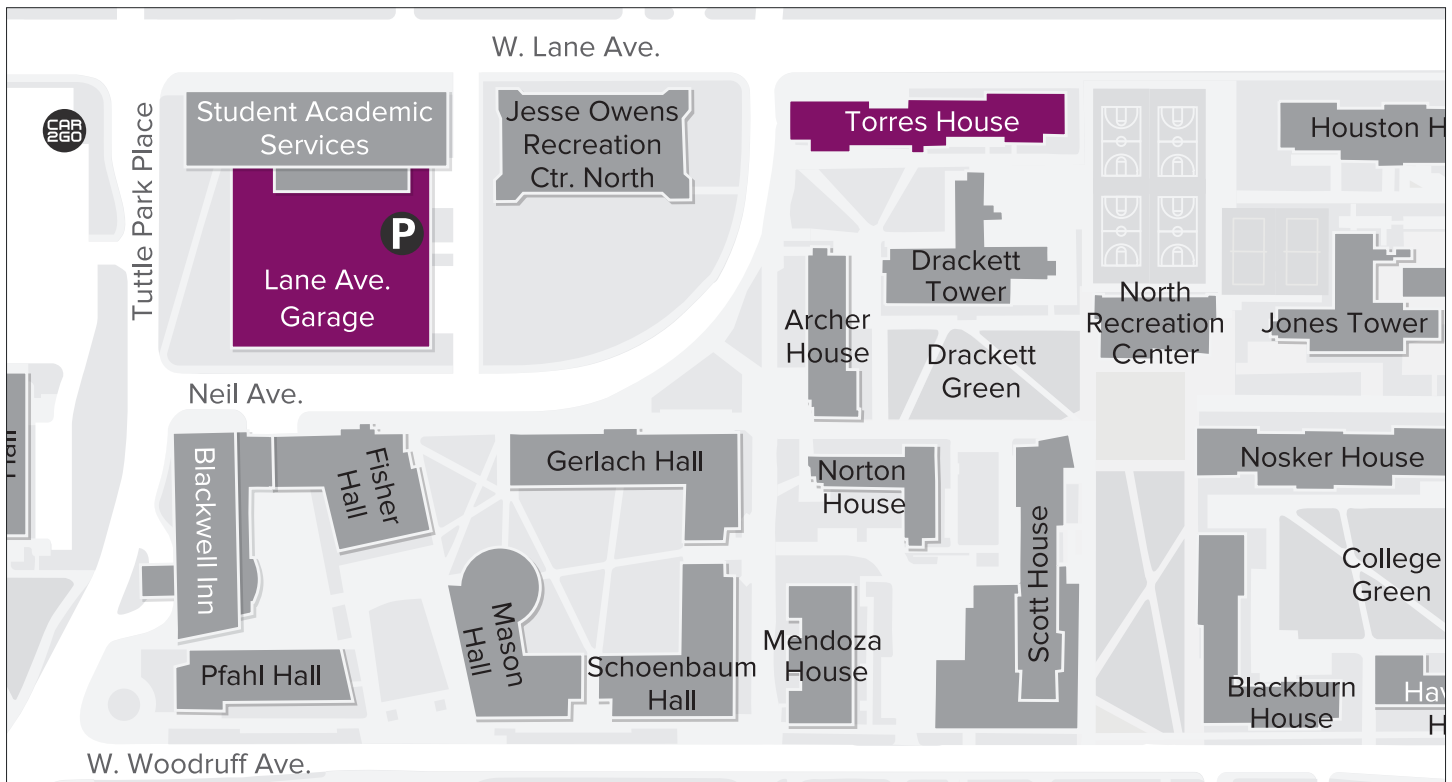 W. Lane Ave.
CAR
2GO
Tuttle Park Place
Student Academic
Services
Jesse Owens
Recreation
Ctr. North
Torres House
Houston H
P
Lane Ave.
Garage
Drackett
Tower
Archer
House
Drackett
Green
North
Recreation
Center
Jones Tower
Neil Ave.
Hall
Blackwell Inn
Fisher
Hall
Gerlach Hall
Norton
House
Scott House
Nosker House
College
Green
Mason
Hall
Mendoza
House
Schoenbaum
Hall
Pfahl Hall
Blackburn
House
Hav
H
W. Woodruff Ave.